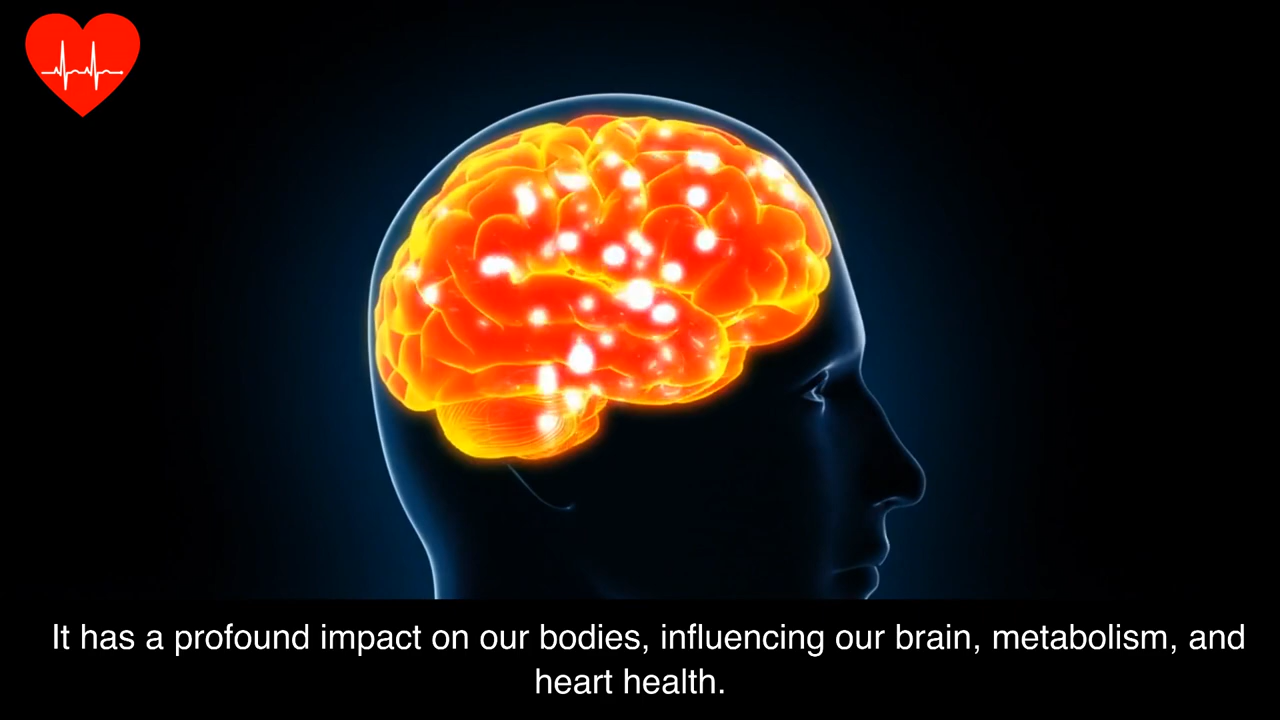 It has a profound impact on our bodies, influencing our brain, metabolism, and
heart health.